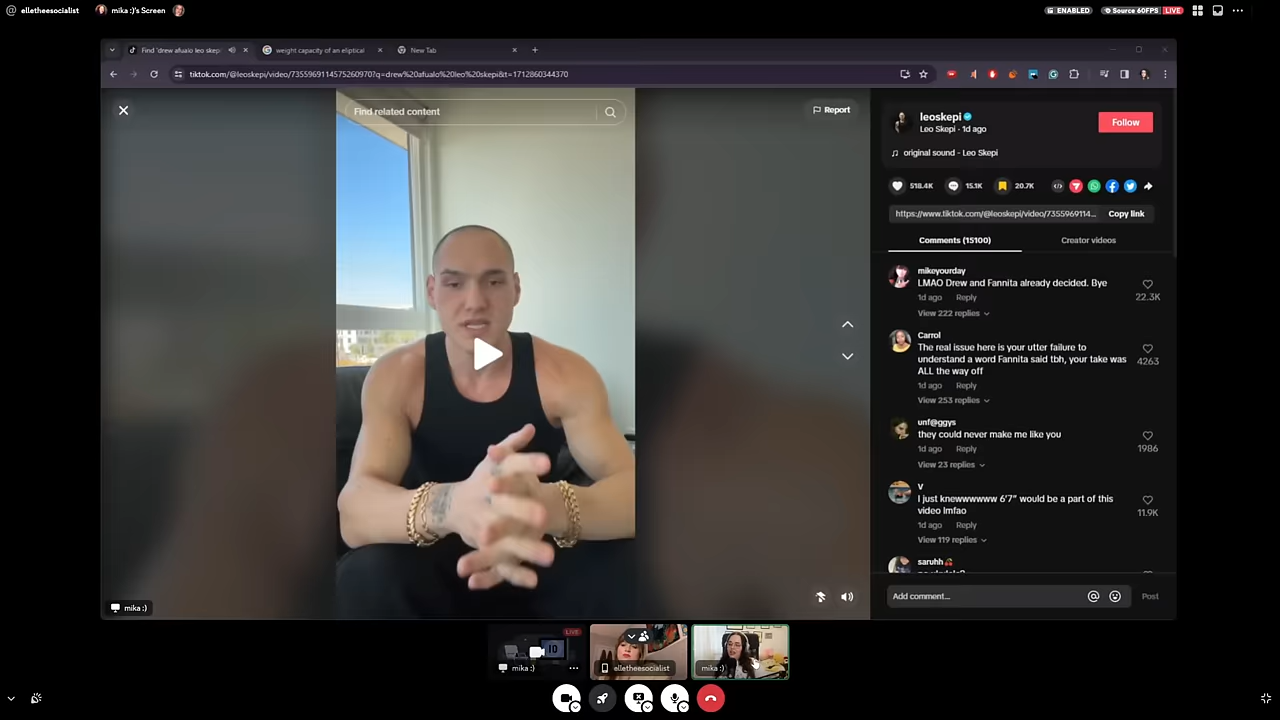 elletheesocialist
mika :)'s Screen
ENABLED
Source 60FPS
LIVE
Find 'drew afualo leo skep
weight capacity of an eliptical
New Tab
tiktok.com/@leoskepi/video/7355969114575260970?q=drew%20afualo%20leo%20skepi&t=1712860344370
Find related content
Report
leoskepi
Leo Skepi · 1d ago
Follow
original sound - Leo Skepi
518.4K
15.1K
20.7K
https://www.tiktok.com/@leoskepi/video/7355969114...
Copy link
Comments (15100)
Creator videos
mikeyourday
LMAO Drew and Fannita already decided. Bye
1d ago
Reply
22.3K
View 222 replies
Carrol
The real issue here is your utter failure to
understand a word Fannita said tbh, your take was
ALL the way off
4263
1d ago
Reply
View 253 replies
unf@ggys
they could never make me like you
1d ago
Reply
1986
View 23 replies
V
I just knewwwwww 6'7" would be a part of this
video lmfao
11.9K
1d ago
Reply
View 119 replies
saruhh
Add comment...
Post
mika :)
LIVE
mika :)
elletheesocialist
mika :)